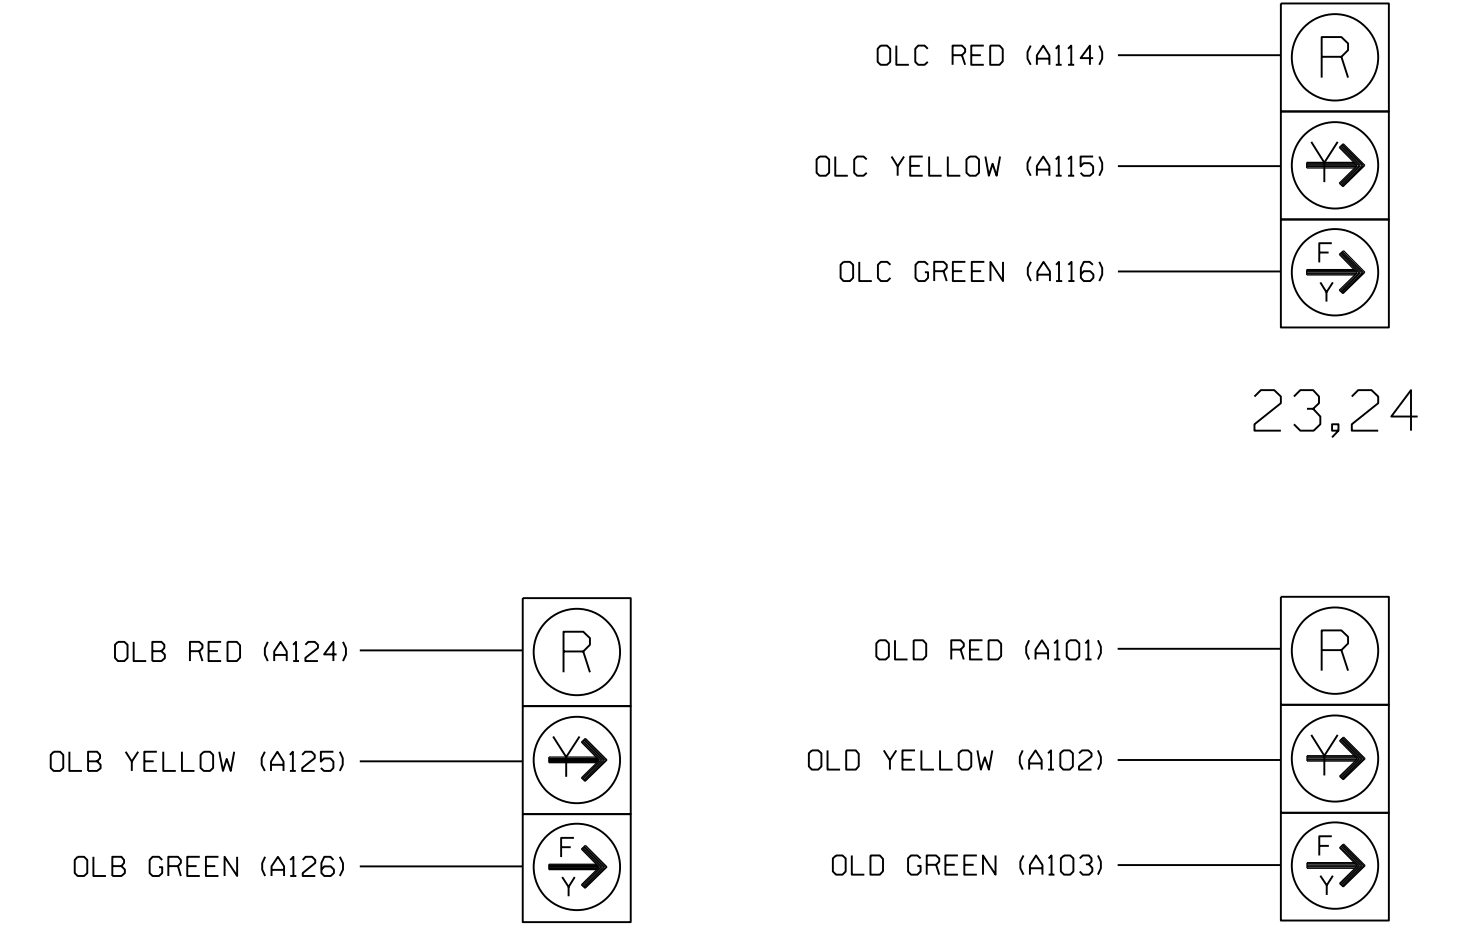 OLC RED (A114)
R
OLC YELLOW (A115)
Y
OLC GREEN (A116)
F
Y
23,24
OLB RED (A124)
R
OLB YELLOW (A125)
Y
OLB GREEN (A126)
F
Y
OLD RED (A101)
R
OLD YELLOW (A102)
Y
OLD GREEN (A103)
F
Y